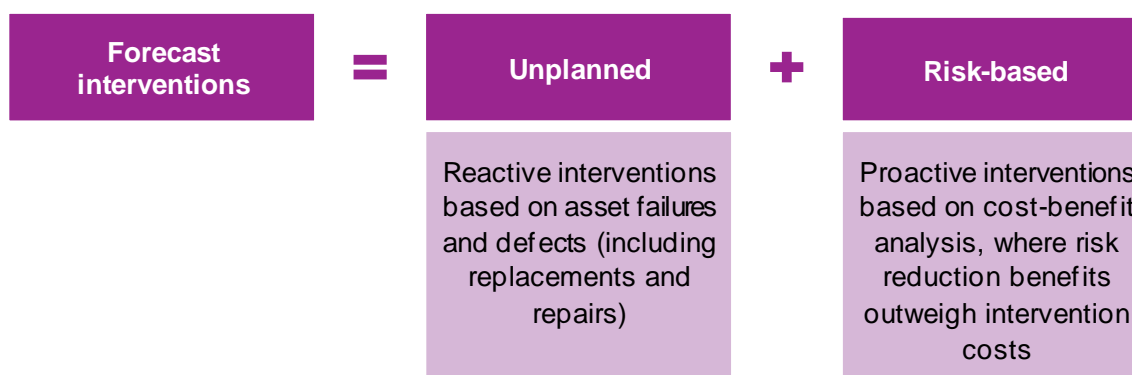 Forecast
interventions
=
Unplanned
+
Risk-based
Reactive interventions
based on asset failures
and defects (including
replacements and
repairs)
Proactive interventions
based on cost-benefit
analysis, where risk
reduction benefits
outweigh intervention
costs